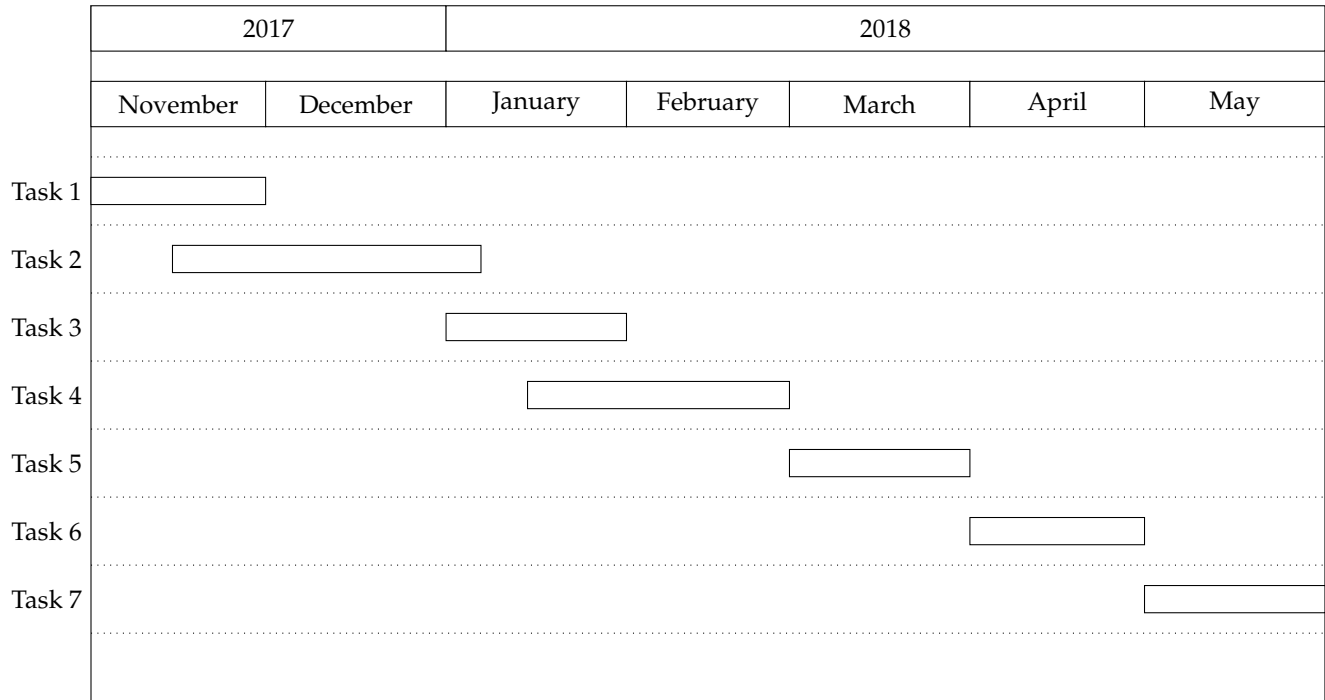 2017 2018
November December January February March April May
Task 1
Task 2
Task 3
Task 4
Task 5
Task 6
Task 7